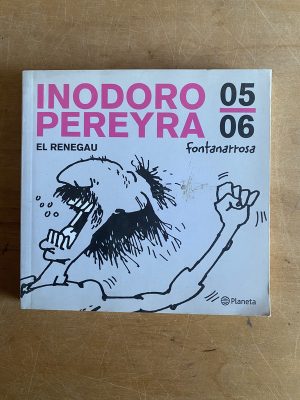 INODORO 05
PEREYRA 06
EL RENEGAU fontanarrosa
Planeta